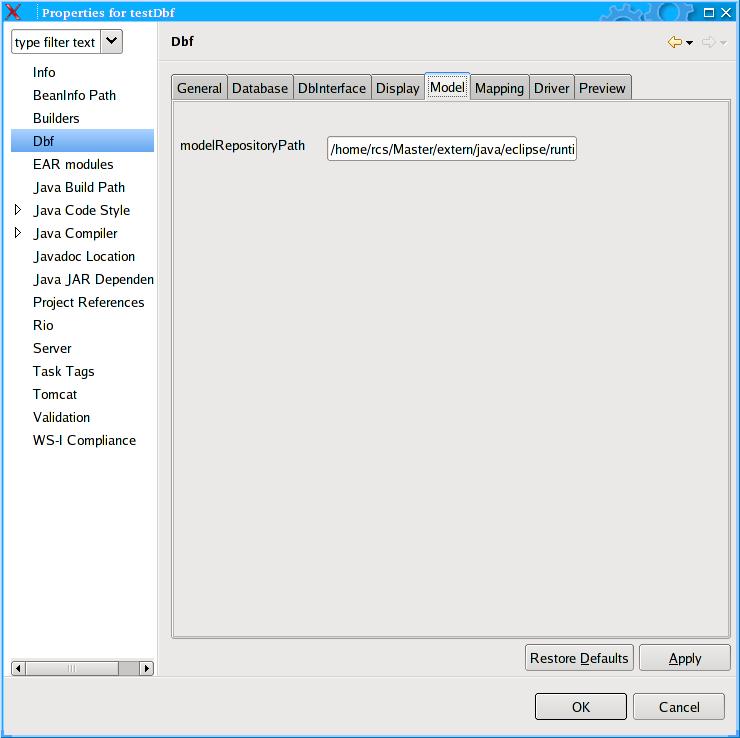 Properties for testDbf
type filter text
Info
BeanInfo Path
Builders
Dbf
EAR modules
Java Build Path
Java Code Style
Java Compiler
Javadoc Location
Java JAR Dependen
Project References
Rio
Server
Task Tags
Tomcat
Validation
WS-I Compliance
Dbf
General Database DbInterface Display Model Mapping Driver Preview
modelRepositoryPath /home/rcs/Master/extern/java/eclipse/runti
Restore Defaults Apply
OK Cancel